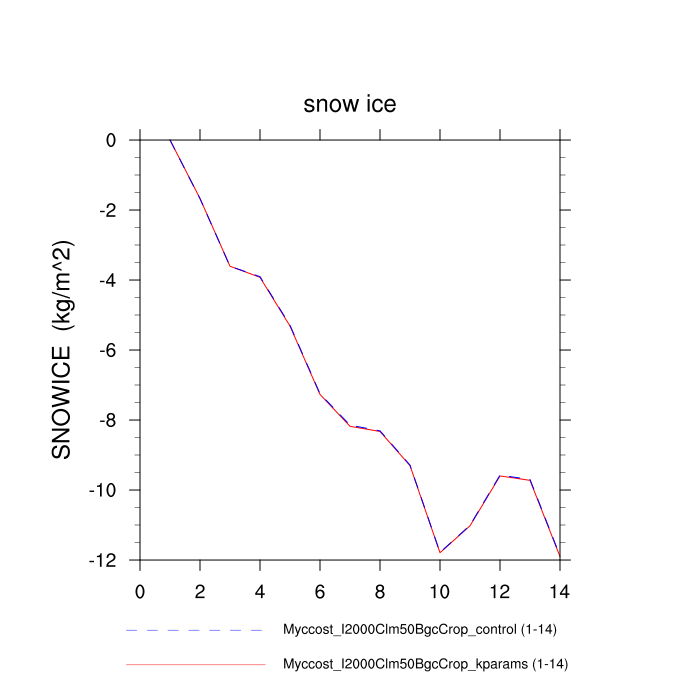 snow ice
SNOWICE (kg/m^2)
0
-2
-4
-6
-8
-10
-12
0 2 4 6 8 10 12 14
Myccost_I2000Clm50BgcCrop_control (1-14)
Myccost_I2000Clm50BgcCrop_kparams (1-14)